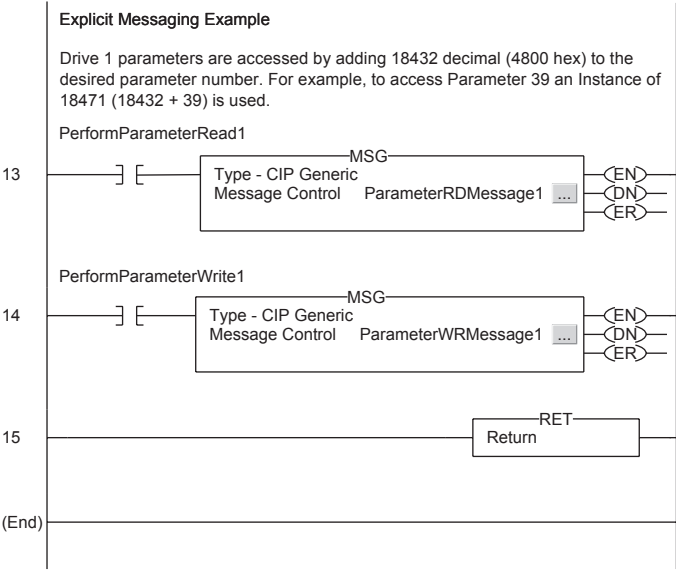 Explicit Messaging Example
Drive 1 parameters are accessed by adding 18432 decimal (4800 hex) to the
desired parameter number. For example, to access Parameter 39 an Instance of
18471 (18432 + 39) is used.
PerformParameterRead1
MSG
13
Type - CIP Generic
EN
Message Control ParameterRDMessage1 ...
DN
ER
PerformParameterWrite1
MSG
14
Type - CIP Generic
EN
Message Control ParameterWRMessage1 ...
DN
ER
RET
15
Return
(End)